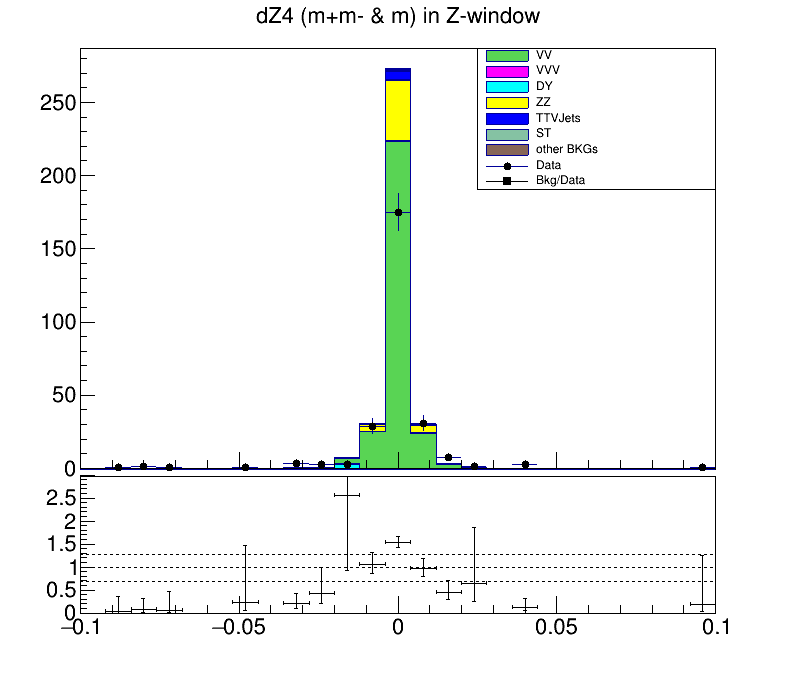 dZ4 (m+m- & m) in Z-window
VV
VVV
DY
ZZ
TTVJets
ST
other BKGs
Data
Bkg/Data
250
200
150
100
50
0
2.5
2
1.5
1
0.5
0
−0.1 −0.05 0 0.05 0.1